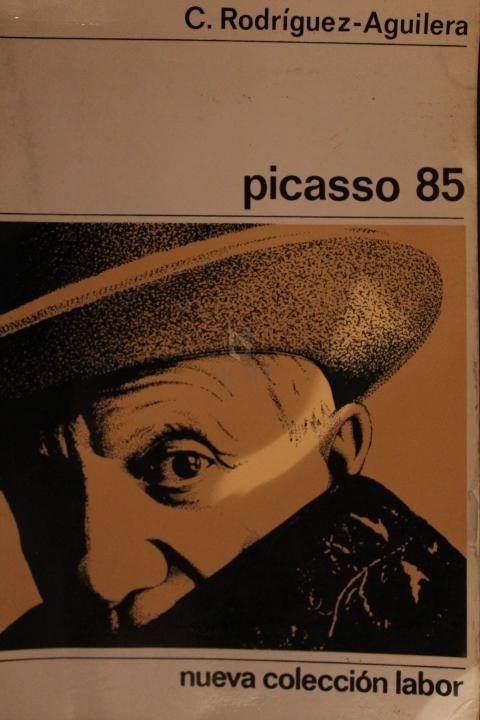 C. Rodríguez-Aguilera
picasso 85
nueva colección labor